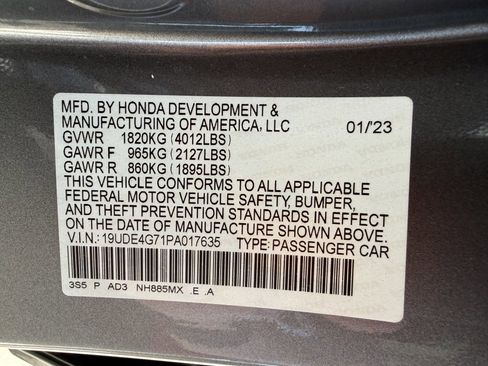 MFD. BY HONDA DEVELOPMENT &
MANUFACTURING OF AMERICA, LLC 01/'23
GVWR 1820KG (4012LBS)
GAWR F 965KG (2127LBS)
GAWR R 860KG (1895LBS)
THIS VEHICLE CONFORMS TO ALL APPLICABLE
FEDERAL MOTOR VEHICLE SAFETY, BUMPER,
AND THEFT PREVENTION STANDARDS IN EFFECT
ON THE DATE OF MANUFACTURE SHOWN ABOVE.
V.I.N.: 19UDE4G71PA017635 TYPE: PASSENGER CAR
3S5 P AD3 NH885MX .E .A